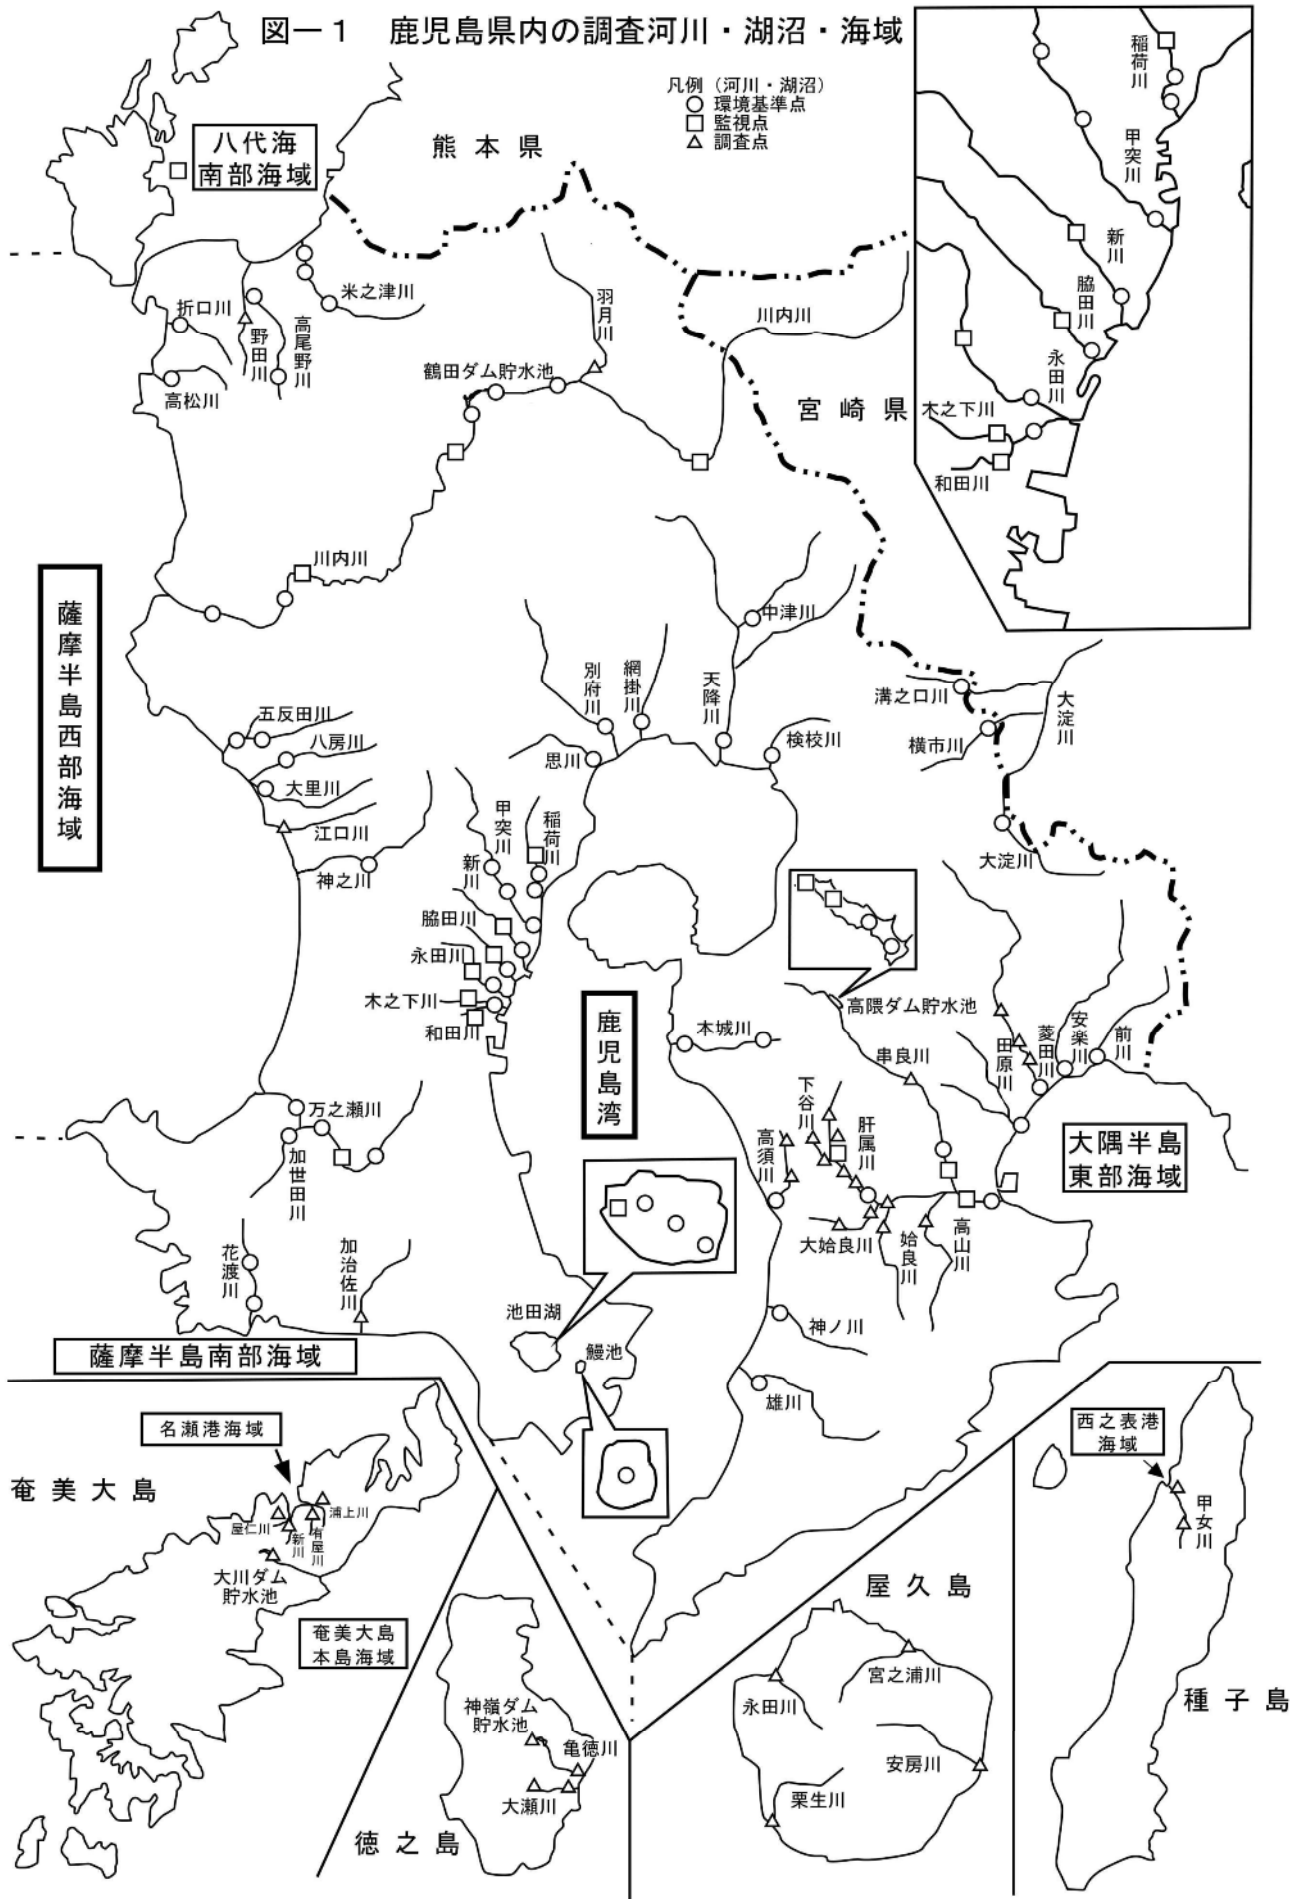 図－1 鹿児島県内の調査河川・湖沼・海域
凡例（河川・湖沼）
○ 環境基準点
□ 監視点
△ 調査点
稲荷川
甲突川
新川
脇田川
永田川
木之下川
和田川
八代海
南部海域
熊本県
宮崎県
米之津川
折口川
野田川
高尾野川
高松川
羽月川
川内川
鶴田ダム貯水池
川内川
薩摩半島西部海域
中津川
別府川
網掛川
天降川
検校川
思川
溝之口川
横市川
大淀川
大淀川
五反田川
八房川
大里川
江口川
神之川
甲突川
稲荷川
新川
脇田川
永田川
木之下川
和田川
鹿児島湾
本城川
高隈ダム貯水池
串良川
田原川
菱田川
安楽川
前川
下谷川
高須川
肝属川
大姶良川
姶良川
高山川
大隅半島
東部海域
万之瀬川
加世田川
花渡川
加治佐川
薩摩半島南部海域
池田湖
鰻池
神ノ川
雄川
名瀬港海域
奄美大島
屋仁川
新川
有屋川
浦上川
大川ダム
貯水池
奄美大島
本島海域
神嶺ダム
貯水池
亀徳川
大瀬川
徳之島
屋久島
宮之浦川
永田川
安房川
栗生川
西之表港
海域
甲女川
種子島